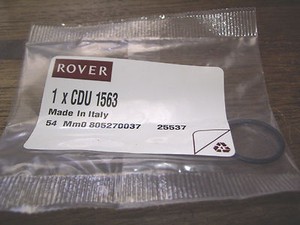 ROVER
1 x CDU 1563
Made In Italy
54 Mm0 805270037 25537